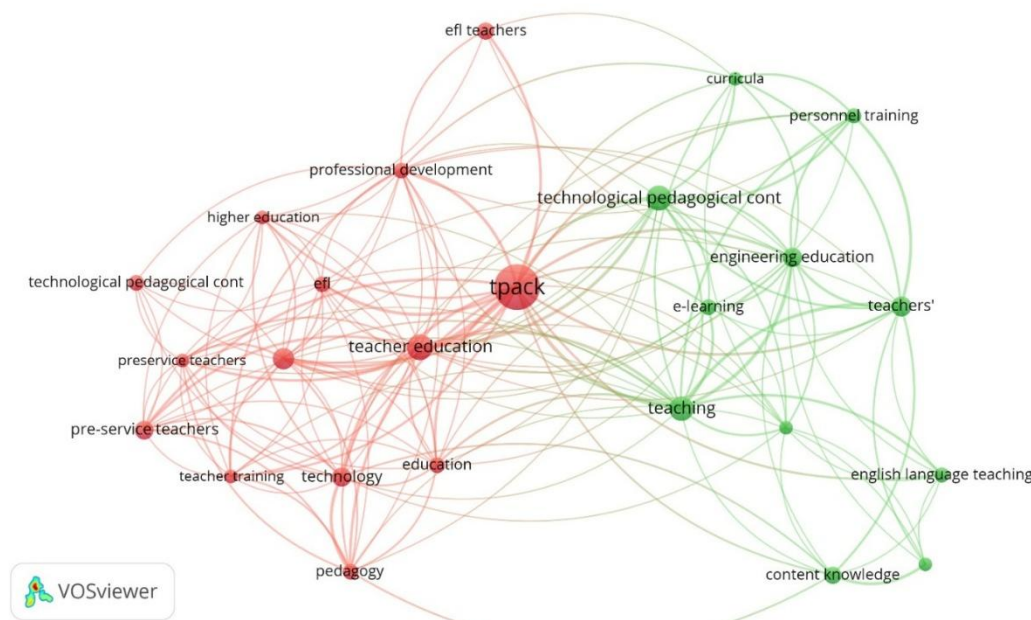 efl teachers
curricula
personnel training
professional development
technological pedagogical cont
higher education
engineering education
technological pedagogical cont
efl
tpack
e-learning
teachers'
teacher education
preservice teachers
teaching
pre-service teachers
education
teacher training
technology
english language teaching
pedagogy
content knowledge
VOSviewer